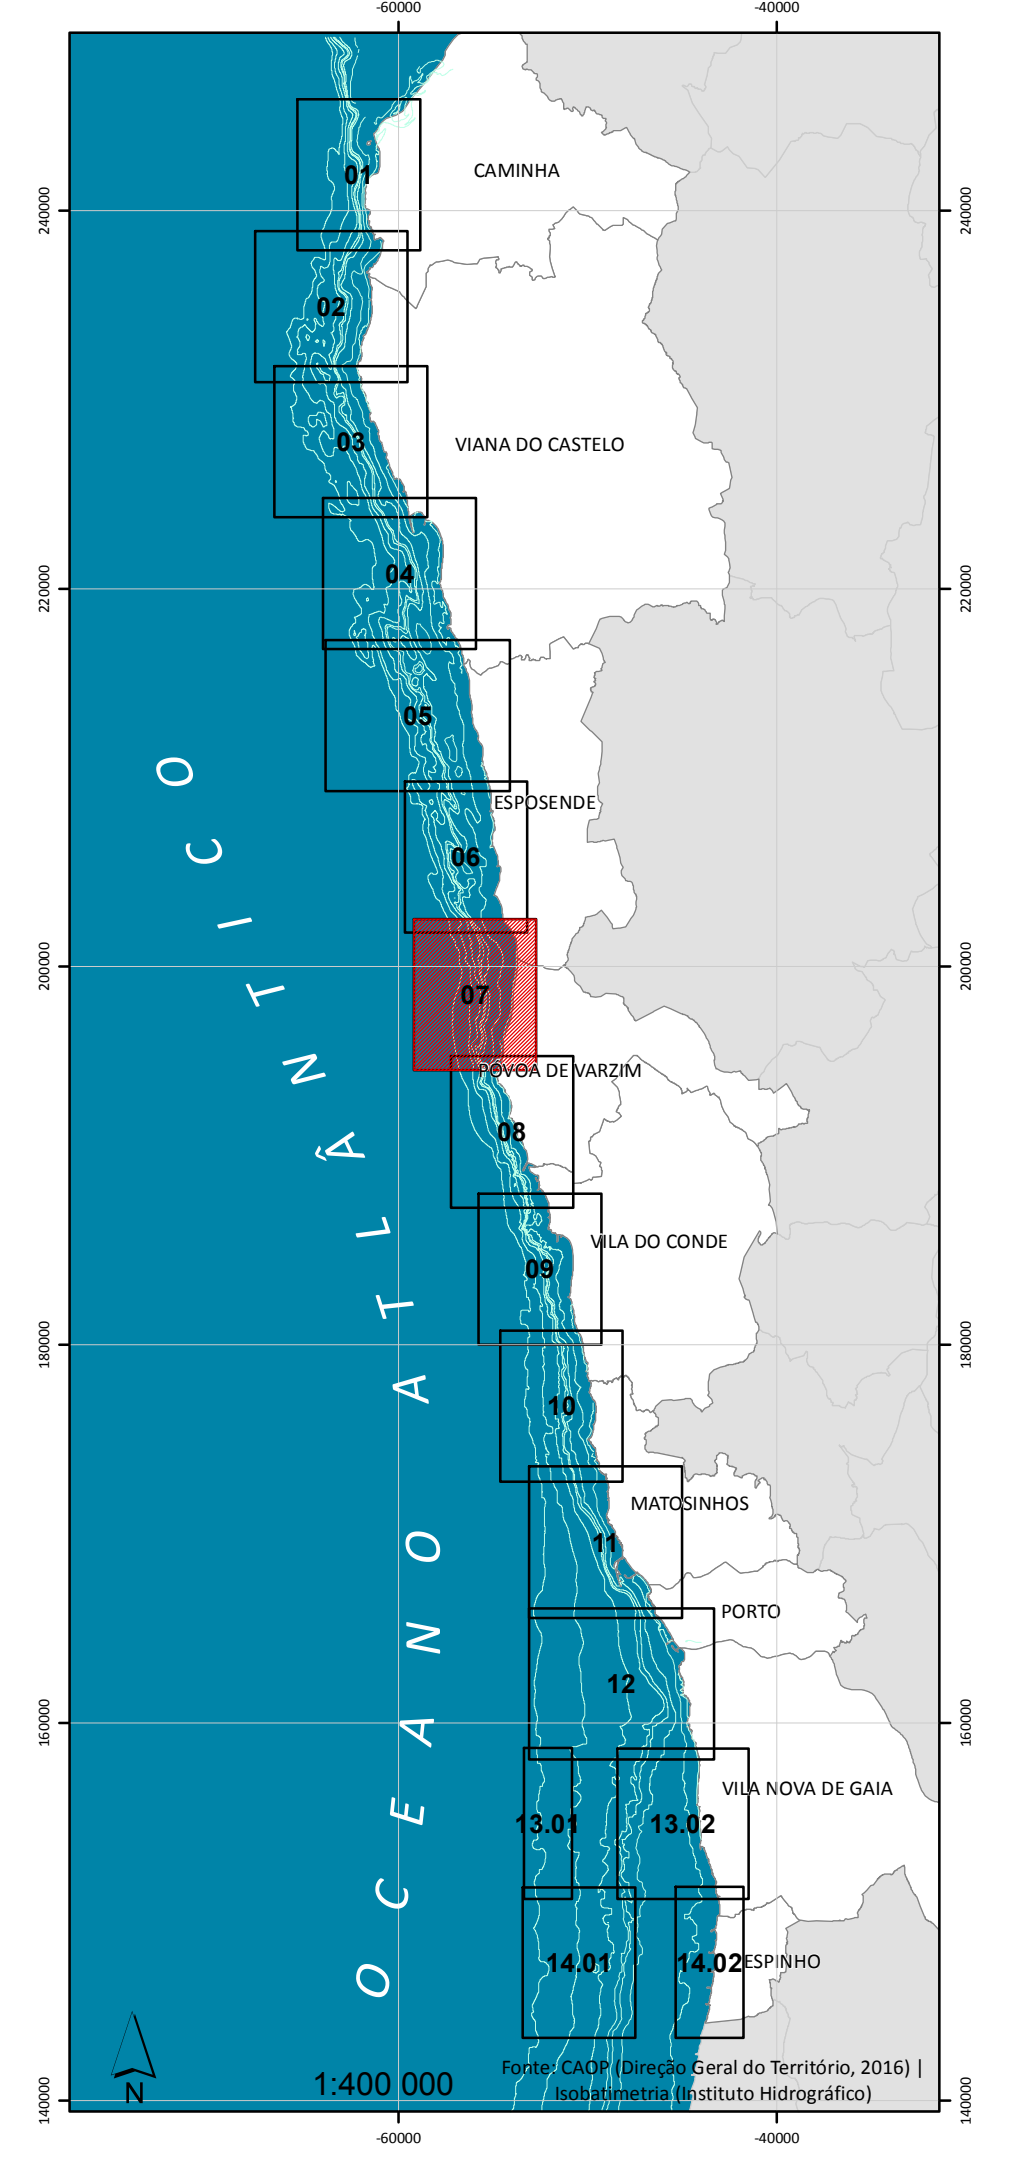 -60000
-40000
01
CAMINHA
240000
240000
02
03
VIANA DO CASTELO
04
220000
220000
05
ESPOSENDE
06
200000
200000
07
PÓVOA DE VARZIM
08
VILA DO CONDE
09
180000
180000
10
MATOSINHOS
11
PORTO
12
160000
160000
VILA NOVA DE GAIA
13.01
13.02
14.01
14.02
ESPINHO
OCEANO ATLÂNTICO
N
1:400 000
Fonte: CAOP (Direção Geral do Território, 2016) |
Isobatimetria (Instituto Hidrográfico)
140000
140000
-60000
-40000